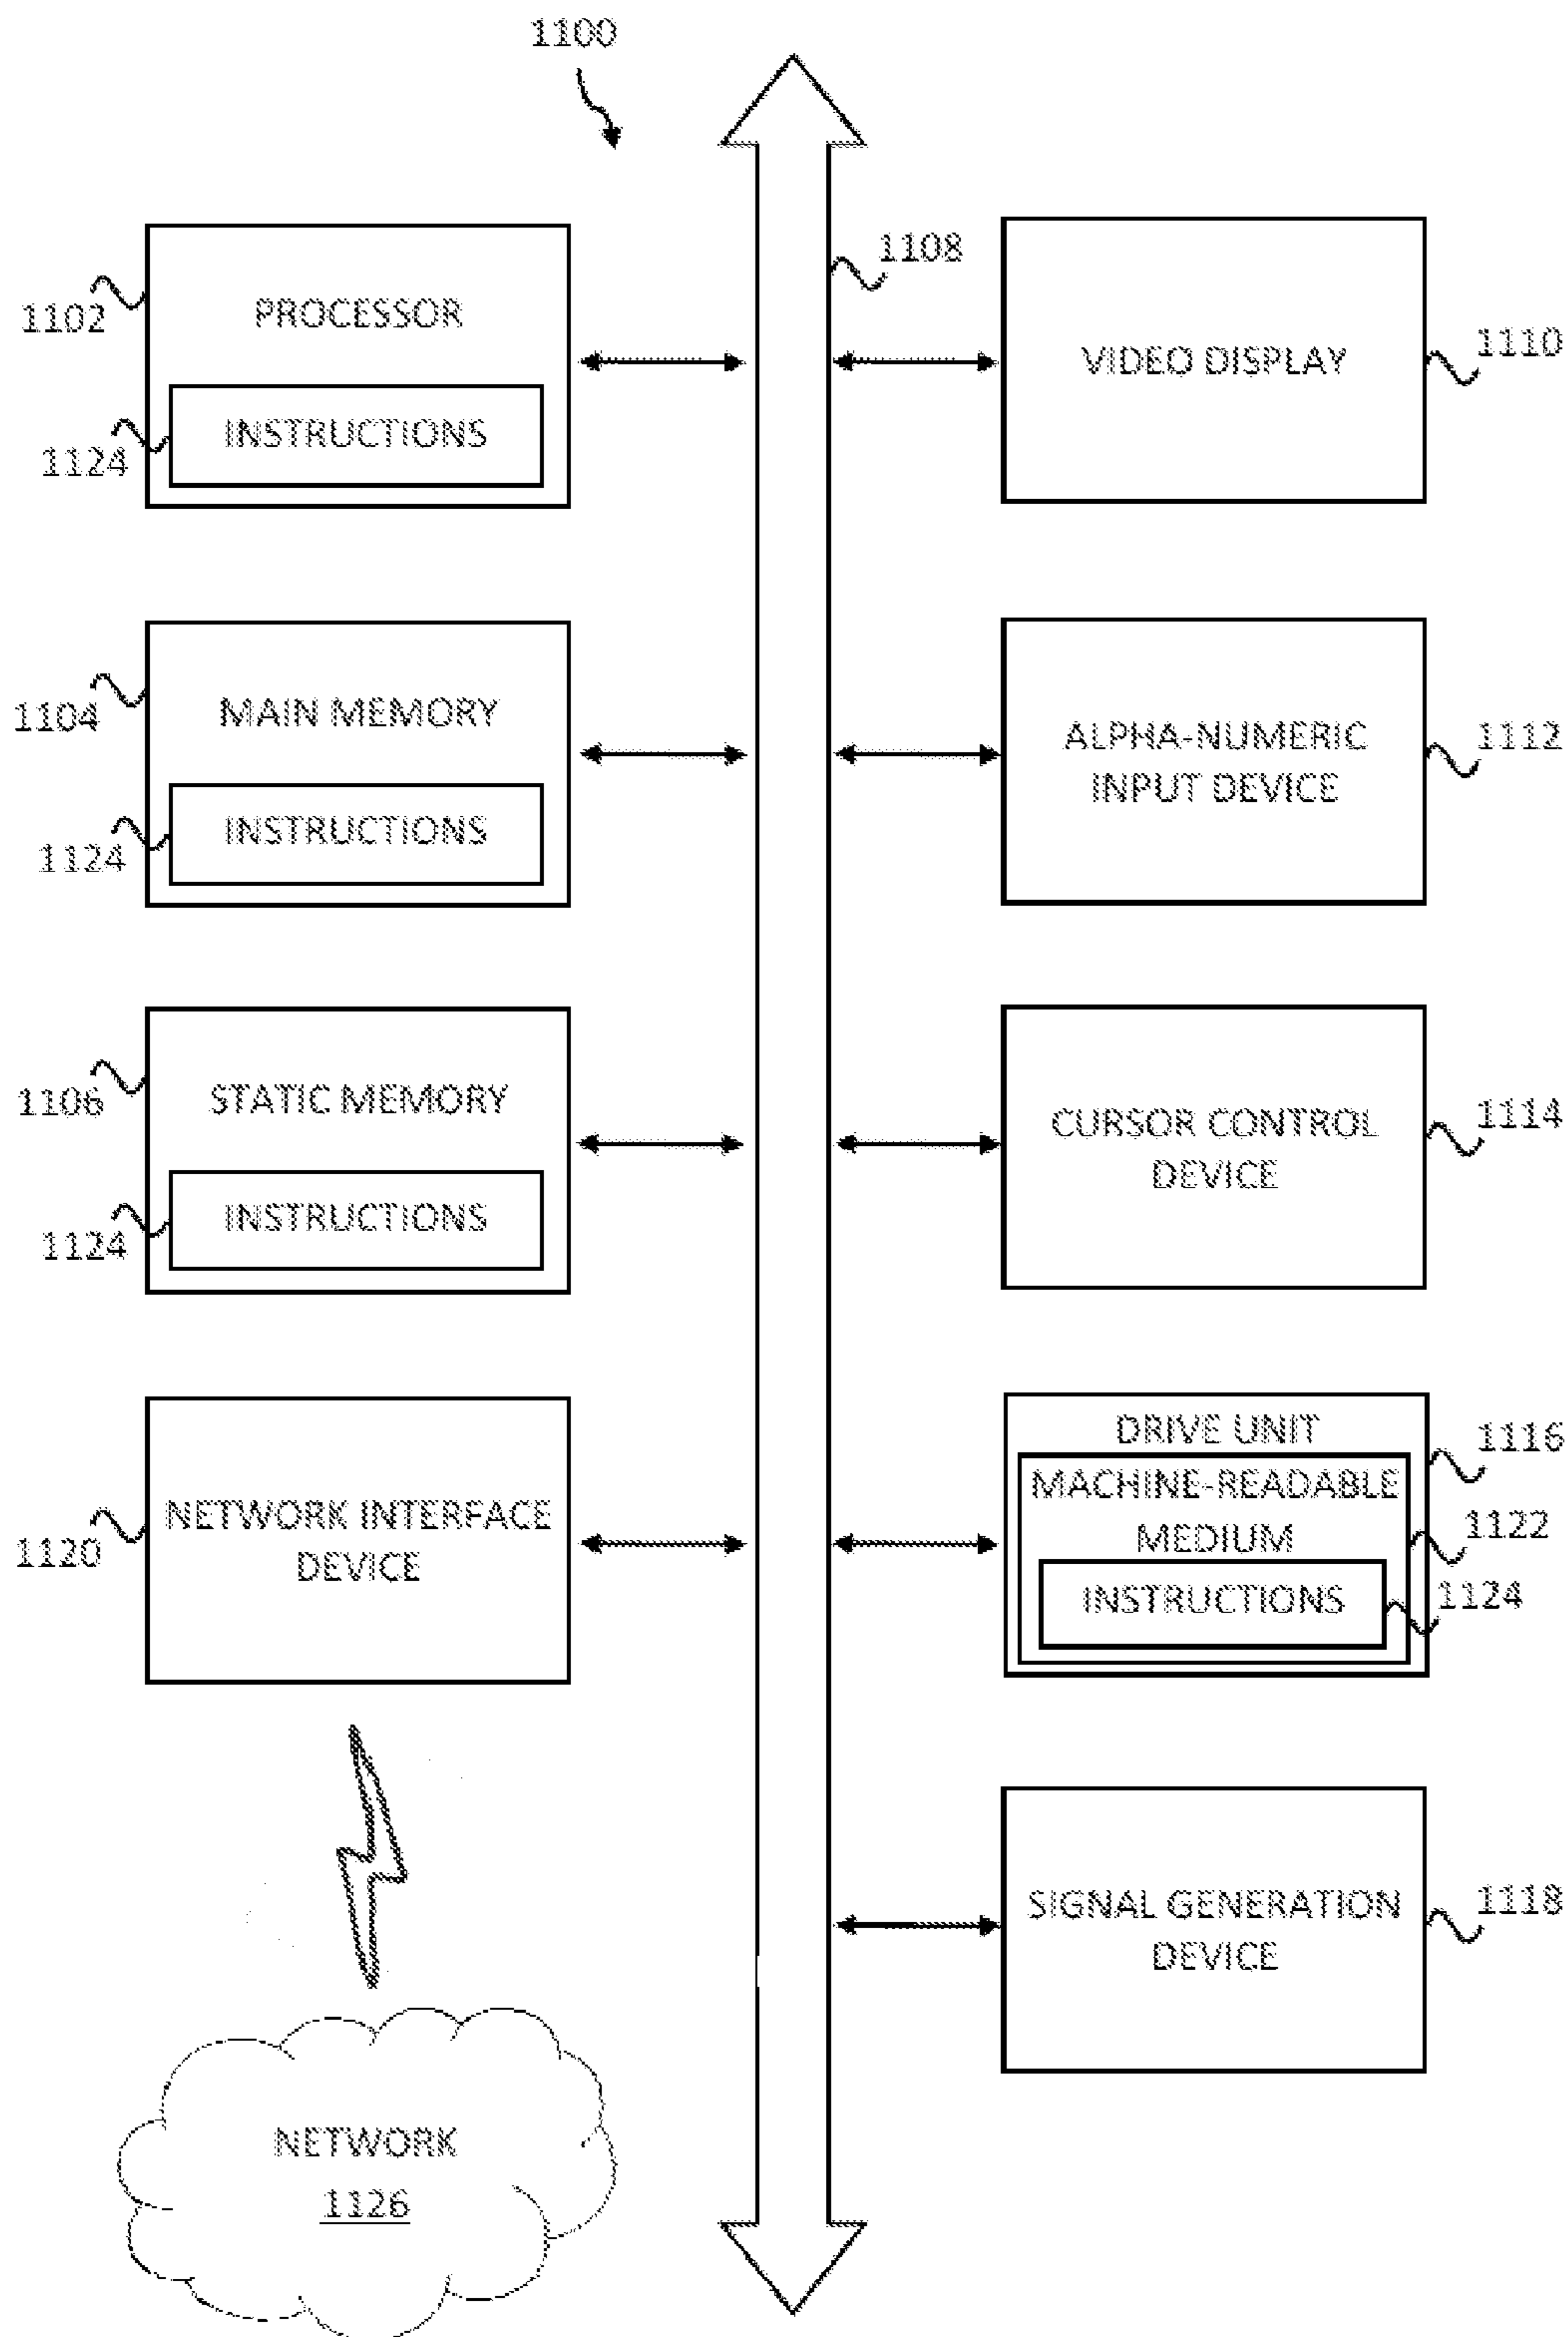 1100
1108
1102
PROCESSOR
1124
INSTRUCTIONS
VIDEO DISPLAY
1110
1104
MAIN MEMORY
1124
INSTRUCTIONS
ALPHA-NUMERIC
INPUT DEVICE
1112
1106
STATIC MEMORY
1124
INSTRUCTIONS
CURSOR CONTROL
DEVICE
1114
1120
NETWORK INTERFACE
DEVICE
DRIVE UNIT
1116
MACHINE-READABLE
MEDIUM
1122
INSTRUCTIONS
1124
SIGNAL GENERATION
DEVICE
1118
NETWORK
1126